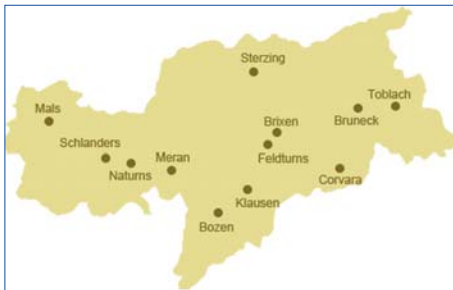 Sterzing
Toblach
Mals
Brixen
Bruneck
Schlanders
Meran
Feldturns
Naturns
Corvara
Klausen
Bozen